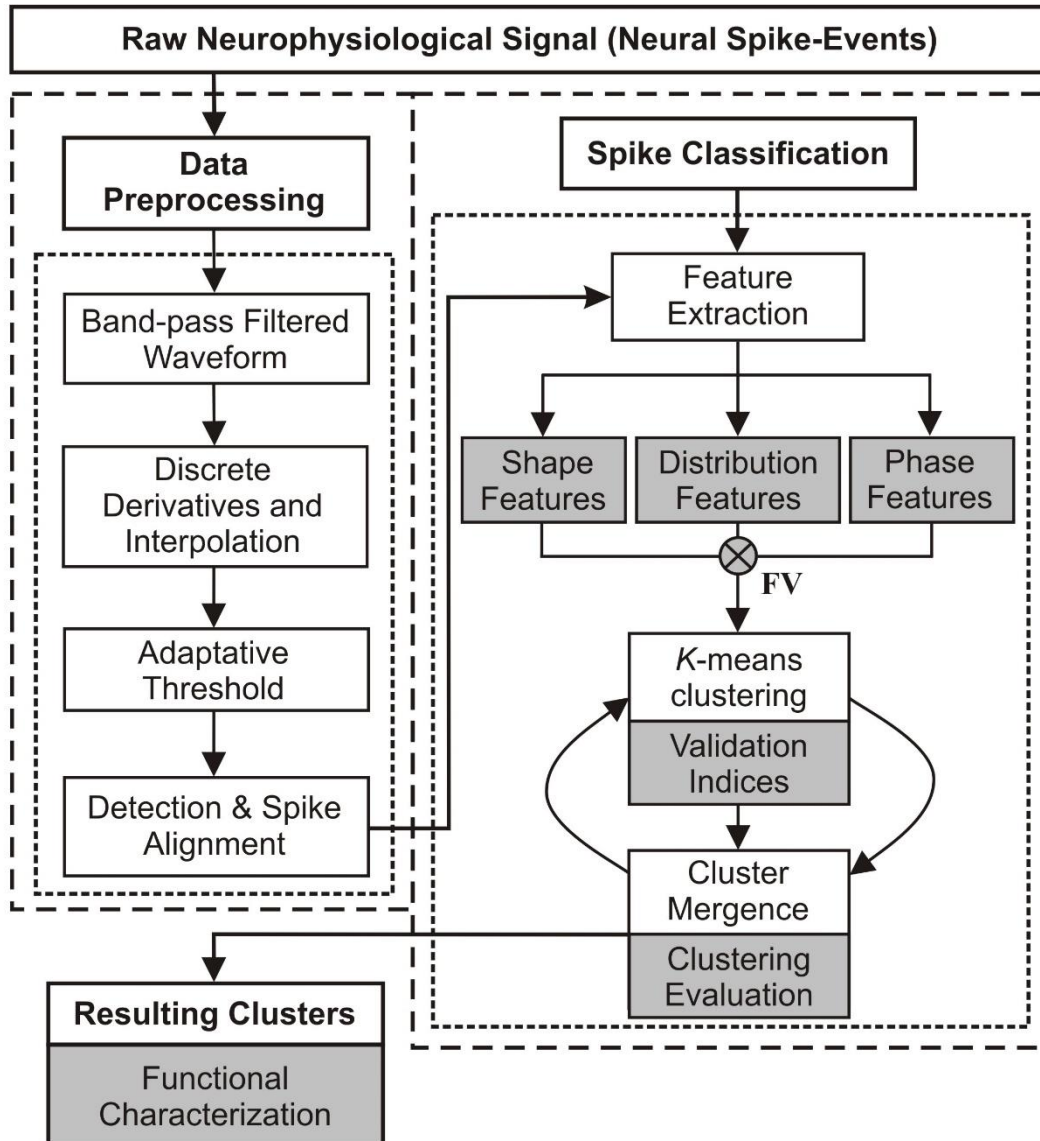 Raw Neurophysiological Signal (Neural Spike-Events)
Data
Preprocessing
Band-pass Filtered
Waveform
Discrete
Derivatives and
Interpolation
Adaptative
Threshold
Detection & Spike
Alignment
Spike Classification
Feature
Extraction
Shape
Features
Distribution
Features
Phase
Features
FV
K-means
clustering
Validation
Indices
Cluster
Mergence
Clustering
Evaluation
Resulting Clusters
Functional
Characterization